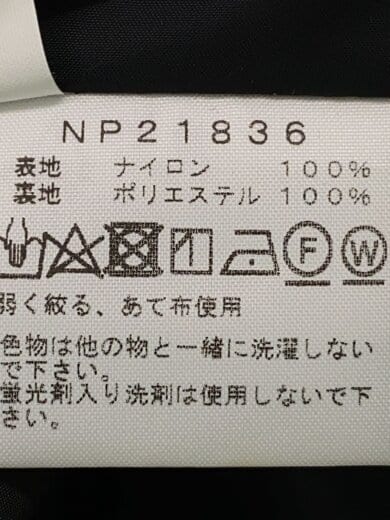 NP21836
表地 ナイロン 100%
裏地 ポリエステル 100%
F W
弱く絞る、あて布使用
色物は他の物と一緒に洗濯しない
で下さい。
蛍光剤入り洗剤は使用しないで下
さい。